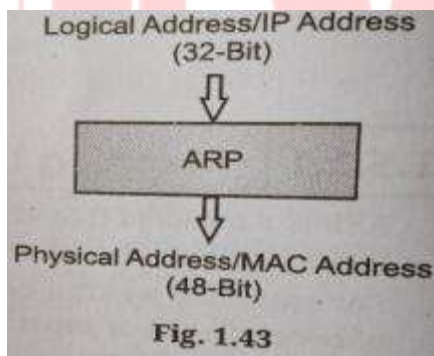 Logical Address/IP Address
(32-Bit)
ARP
Physical Address/MAC Address
(48-Bit)
Fig. 1.43